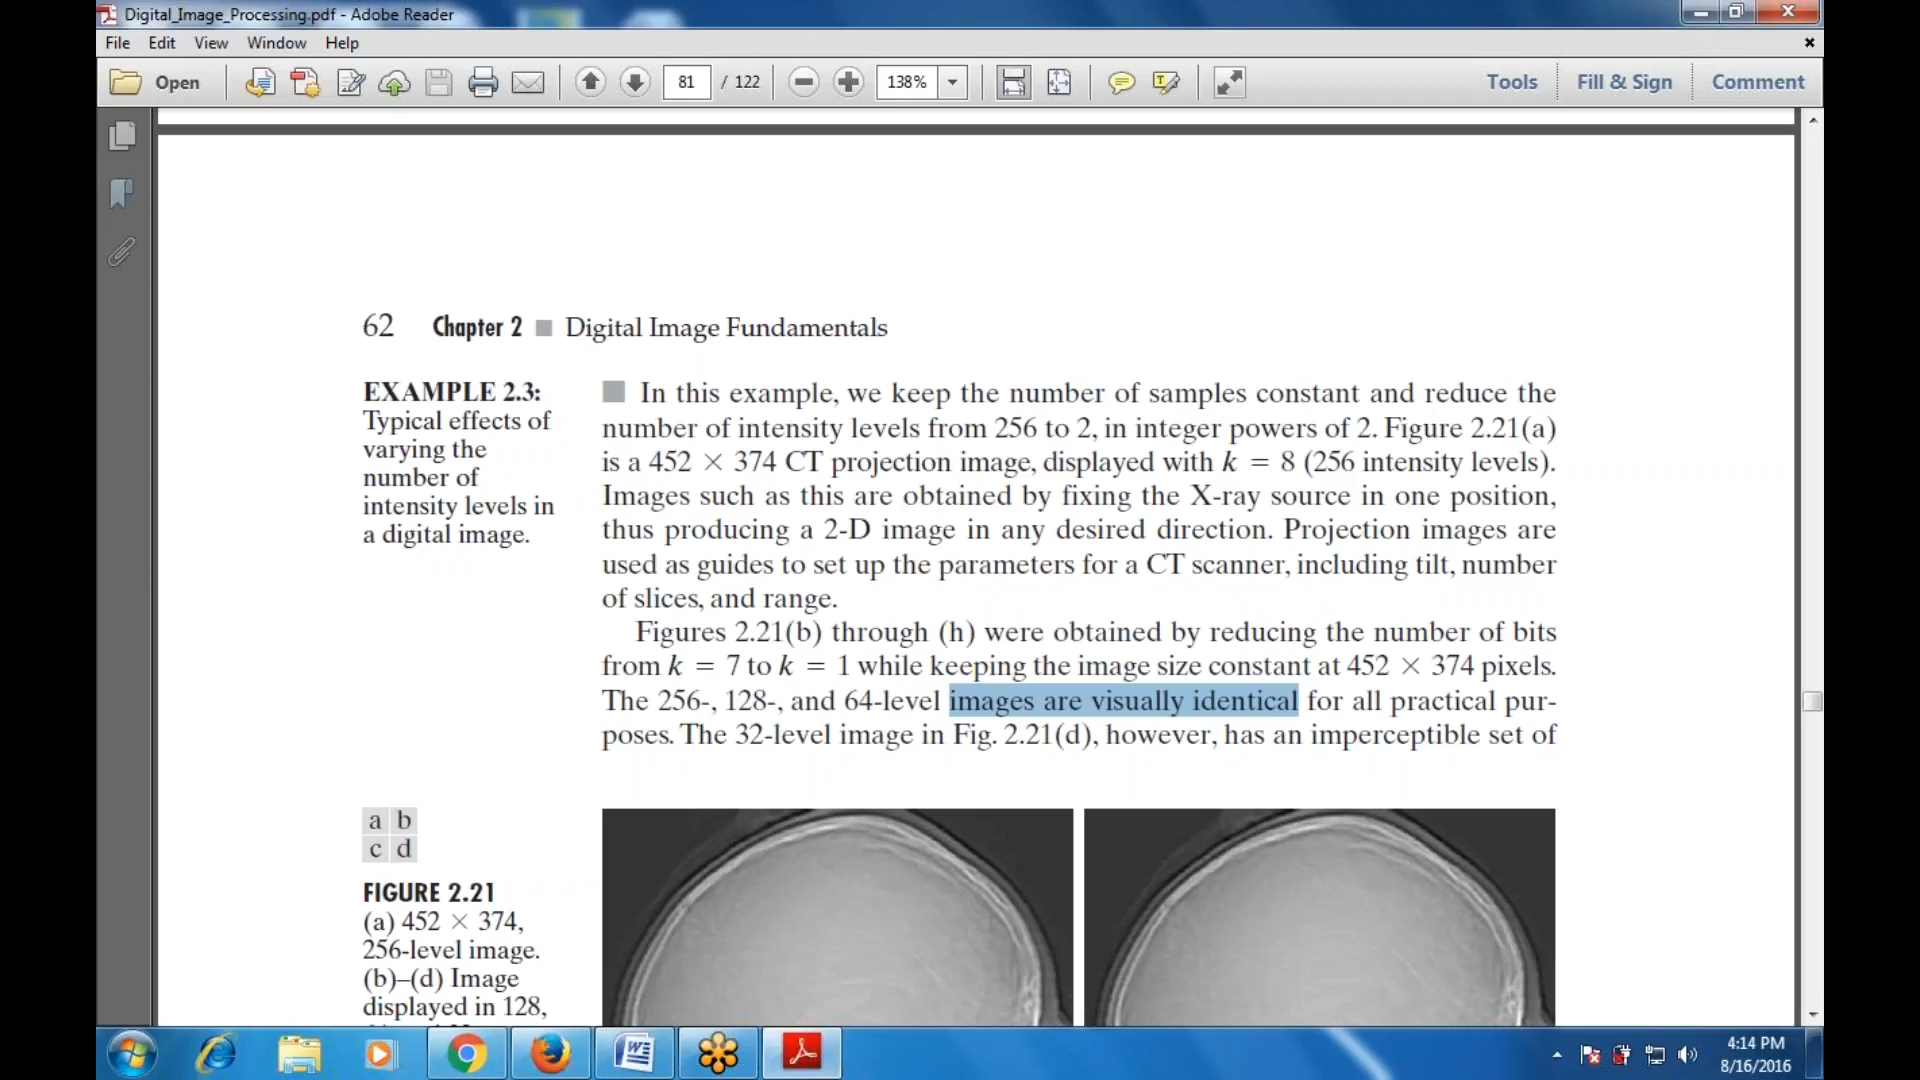 Digital_Image_Processing.pdf - Adobe Reader
File Edit View Window Help
Open 81 / 122 138% Tools Fill & Sign Comment
62 Chapter 2 Digital Image Fundamentals
EXAMPLE 2.3:
Typical effects of
varying the
number of
intensity levels in
a digital image.
In this example, we keep the number of samples constant and reduce the
number of intensity levels from 256 to 2, in integer powers of 2. Figure 2.21(a)
is a 452 × 374 CT projection image, displayed with k = 8 (256 intensity levels).
Images such as this are obtained by fixing the X-ray source in one position,
thus producing a 2-D image in any desired direction. Projection images are
used as guides to set up the parameters for a CT scanner, including tilt, number
of slices, and range.
Figures 2.21(b) through (h) were obtained by reducing the number of bits
from k = 7 to k = 1 while keeping the image size constant at 452 × 374 pixels.
The 256-, 128-, and 64-level images are visually identical for all practical pur-
poses. The 32-level image in Fig. 2.21(d), however, has an imperceptible set of
a b
c d
FIGURE 2.21
(a) 452 × 374,
256-level image.
(b)–(d) Image
displayed in 128,
4:14 PM
8/16/2016